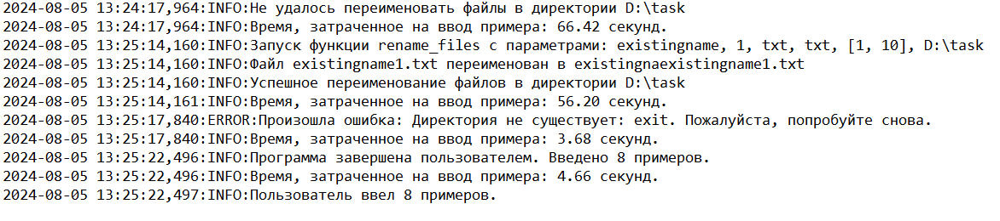 2024-08-05 13:24:17,964:INFO:Не удалось переименовать файлы в директории D:\task
2024-08-05 13:24:17,964:INFO:Время, затраченное на ввод примера: 66.42 секунд.
2024-08-05 13:25:14,160:INFO:Запуск функции rename_files с параметрами: existingname, 1, txt, txt, [1, 10], D:\task
2024-08-05 13:25:14,160:INFO:Файл existingname1.txt переименован в existingnaexistingname1.txt
2024-08-05 13:25:14,160:INFO:Успешное переименование файлов в директории D:\task
2024-08-05 13:25:14,161:INFO:Время, затраченное на ввод примера: 56.20 секунд.
2024-08-05 13:25:17,840:ERROR:Произошла ошибка: Директория не существует: exit. Пожалуйста, попробуйте снова.
2024-08-05 13:25:17,840:INFO:Время, затраченное на ввод примера: 3.68 секунд.
2024-08-05 13:25:22,496:INFO:Программа завершена пользователем. Введено 8 примеров.
2024-08-05 13:25:22,496:INFO:Время, затраченное на ввод примера: 4.66 секунд.
2024-08-05 13:25:22,497:INFO:Пользователь ввел 8 примеров.